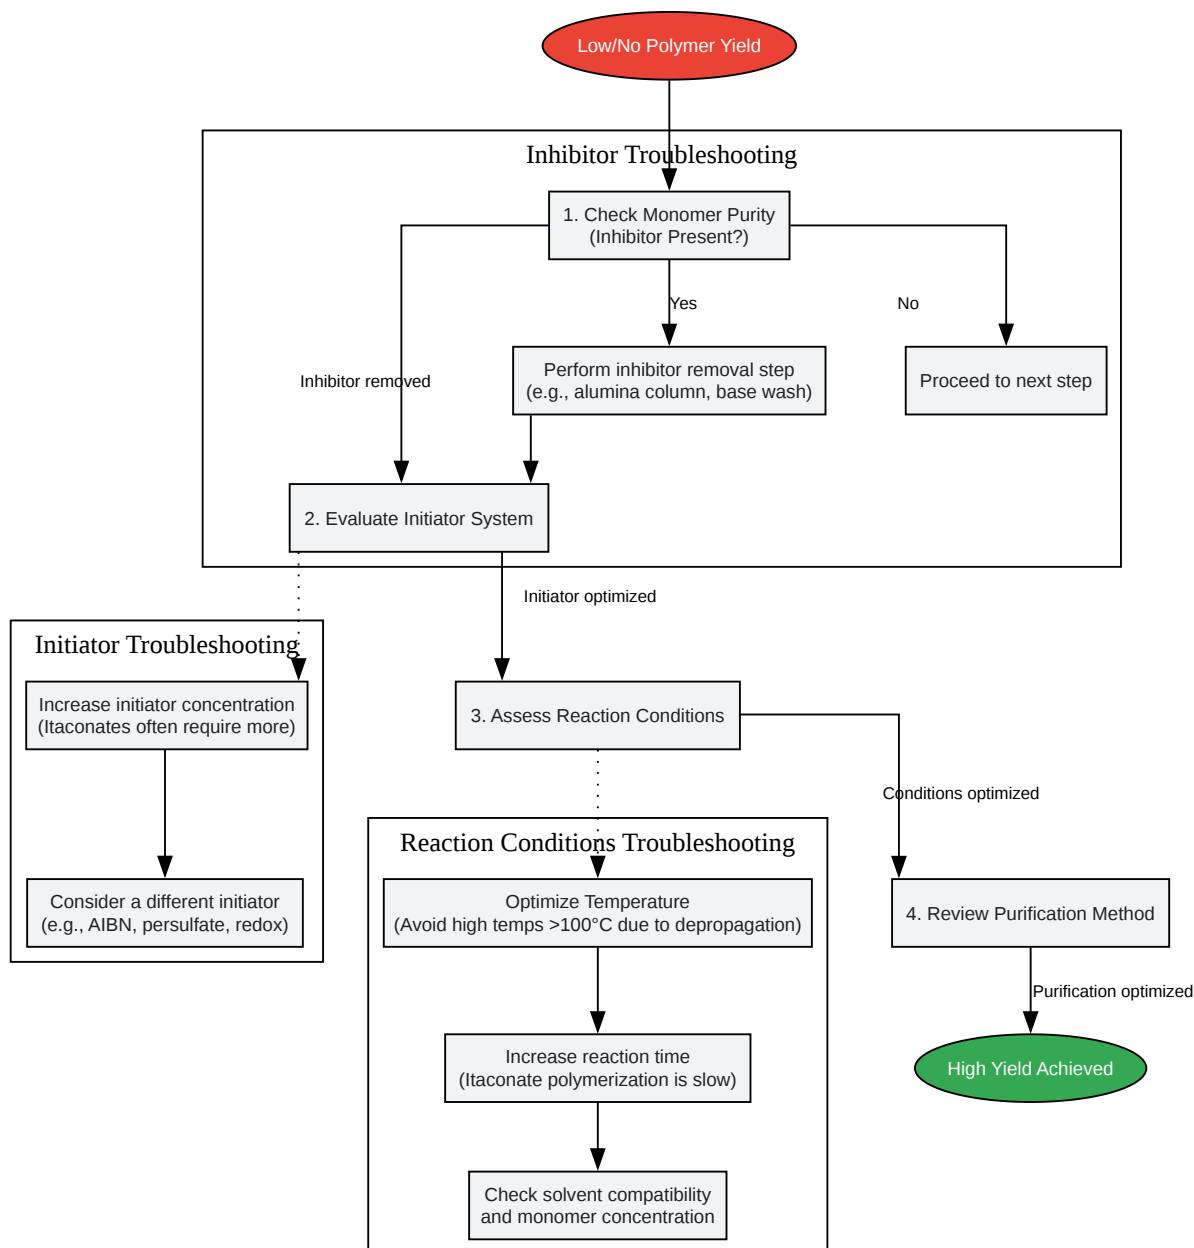 Low/No Polymer Yield
Inhibitor Troubleshooting
1. Check Monomer Purity
(Inhibitor Present?)
Yes
No
Inhibitor removed
Perform inhibitor removal step
(e.g., alumina column, base wash)
Proceed to next step
2. Evaluate Initiator System
Initiator optimized
Initiator Troubleshooting
Increase initiator concentration
(Itaconates often require more)
3. Assess Reaction Conditions
Conditions optimized
Reaction Conditions Troubleshooting
Consider a different initiator
(e.g., AIBN, persulfate, redox)
Optimize Temperature
(Avoid high temps >100°C due to depropagation)
4. Review Purification Method
Purification optimized
Increase reaction time
(Itaconate polymerization is slow)
High Yield Achieved
Check solvent compatibility
and monomer concentration